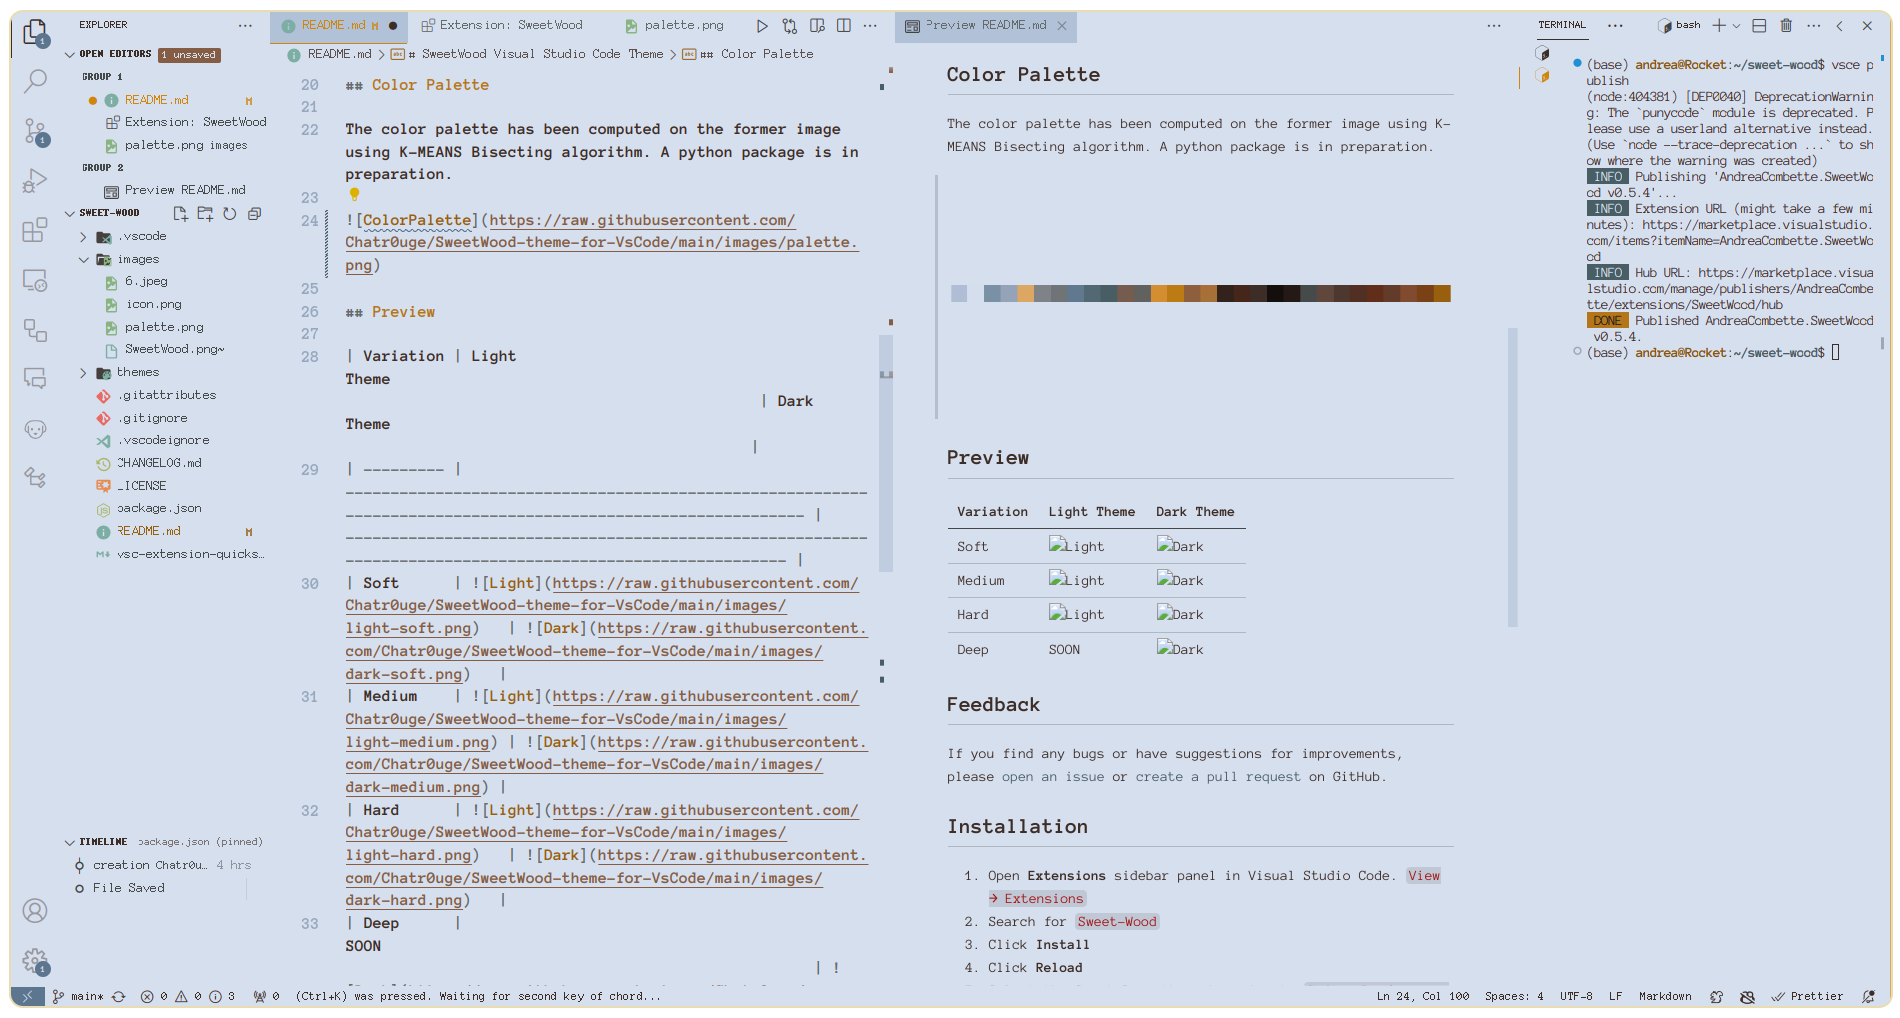 EXPLORER
OPEN EDITORS 1 unsaved
GROUP 1
README.md M
Extension: SweetWood
palette.png images
GROUP 2
Preview README.md
SWEET-WOOD
.vscode
images
6.jpeg
icon.png
palette.png
SweetWood.png~
themes
.gitattributes
.gitignore
.vscodeignore
CHANGELOG.md
LICENSE
package.json
README.md M
vsc-extension-quicks…
TIMELINE package.json (pinned)
creation Chatr0u… 4 hrs
File Saved
README.md M
Extension: SweetWood
palette.png
README.md > # SweetWood Visual Studio Code Theme > ## Color Palette
20 ## Color Palette
21
22 The color palette has been computed on the former image
using K-MEANS Bisecting algorithm. A python package is in
preparation.
23
24 ![ColorPalette](https://raw.githubusercontent.com/
Chatr0uge/SweetWood-theme-for-VsCode/main/images/palette.
png)
25
26 ## Preview
27
28 | Variation | Light
Theme
| Dark
Theme
|
29 | --------- |
----------------------------------------------------------
--------------------------------------------------- |
----------------------------------------------------------
------------------------------------------------- |
30 | Soft | ![Light](https://raw.githubusercontent.com/
Chatr0uge/SweetWood-theme-for-VsCode/main/images/
light-soft.png) | ![Dark](https://raw.githubusercontent.
com/Chatr0uge/SweetWood-theme-for-VsCode/main/images/
dark-soft.png) |
31 | Medium | ![Light](https://raw.githubusercontent.com/
Chatr0uge/SweetWood-theme-for-VsCode/main/images/
light-medium.png) | ![Dark](https://raw.githubusercontent.
com/Chatr0uge/SweetWood-theme-for-VsCode/main/images/
dark-medium.png) |
32 | Hard | ![Light](https://raw.githubusercontent.com/
Chatr0uge/SweetWood-theme-for-VsCode/main/images/
light-hard.png) | ![Dark](https://raw.githubusercontent.
com/Chatr0uge/SweetWood-theme-for-VsCode/main/images/
dark-hard.png) |
33 | Deep |
SOON
| !
Preview README.md
Color Palette
The color palette has been computed on the former image using K-
MEANS Bisecting algorithm. A python package is in preparation.
Preview
Variation Light Theme Dark Theme
Soft Light Dark
Medium Light Dark
Hard Light Dark
Deep SOON Dark
Feedback
If you find any bugs or have suggestions for improvements,
please open an issue or create a pull request on GitHub.
Installation
1. Open Extensions sidebar panel in Visual Studio Code. View
→ Extensions
2. Search for Sweet-Wood
3. Click Install
4. Click Reload
TERMINAL
bash
(base) andrea@Rocket:~/sweet-wood$ vsce p
ublish
(node:404381) [DEP0040] DeprecationWarnin
g: The `punycode` module is deprecated. P
lease use a userland alternative instead.
(Use `node --trace-deprecation ...` to sh
ow where the warning was created)
INFO Publishing 'AndreaCombette.SweetWo
od v0.5.4'...
INFO Extension URL (might take a few mi
nutes): https://marketplace.visualstudio.
com/items?itemName=AndreaCombette.SweetWo
od
INFO Hub URL: https://marketplace.visua
lstudio.com/manage/publishers/AndreaCombe
tte/extensions/SweetWood/hub
DONE Published AndreaCombette.SweetWood
v0.5.4.
(base) andrea@Rocket:~/sweet-wood$
1
1
1
main* 0 0 3 0 (Ctrl+K) was pressed. Waiting for second key of chord...
Ln 24, Col 100 Spaces: 4 UTF-8 LF Markdown Prettier